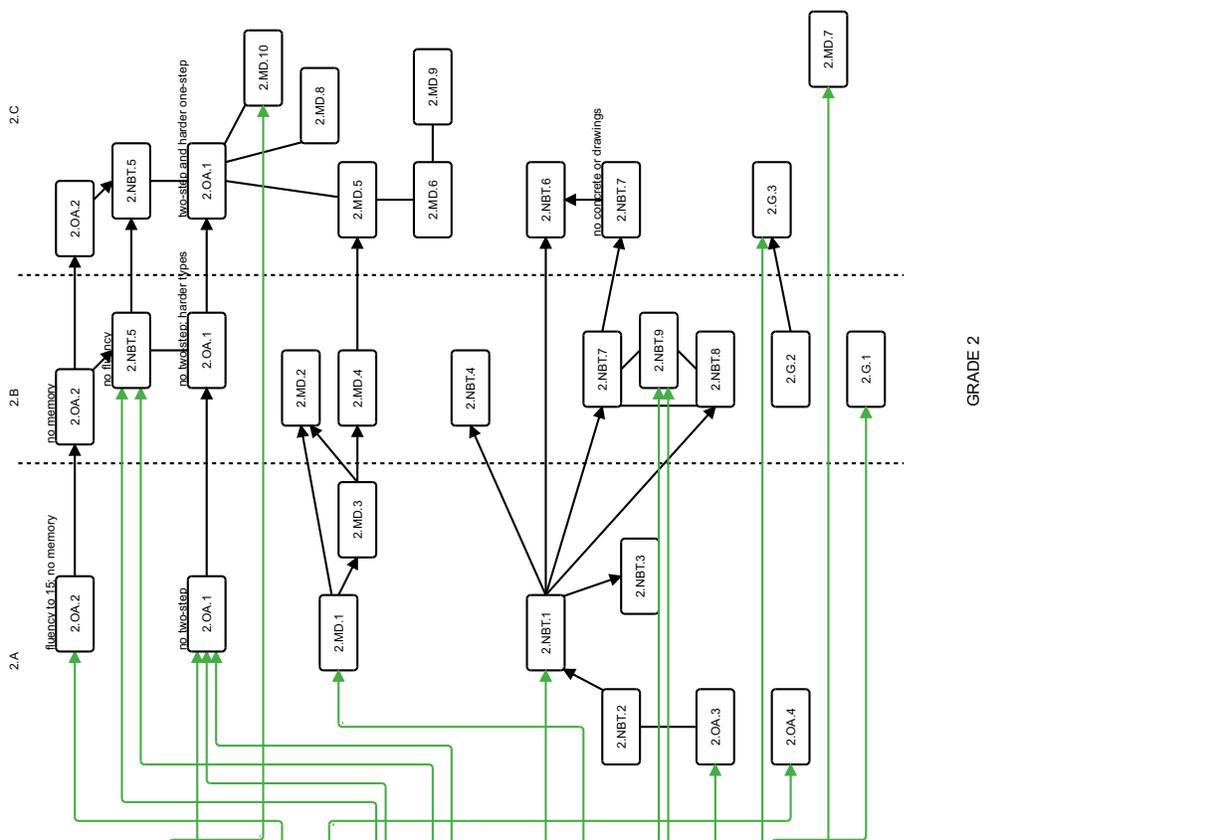 2.A
2.B
2.C
fluency to 15; no memory
2.OA.2
no memory
2.OA.2
2.OA.2
no fluency
2.NBT.5
2.NBT.5
no two-step
2.OA.1
no two-step; harder types
2.OA.1
two-step and harder one-step
2.OA.1
2.MD.10
2.MD.8
2.MD.1
2.MD.2
2.MD.3
2.MD.4
2.MD.5
2.MD.6
2.MD.9
2.NBT.4
2.NBT.1
2.NBT.6
2.NBT.2
2.NBT.7
no concrete or drawings
2.NBT.7
2.NBT.3
2.NBT.9
2.OA.3
2.NBT.8
2.OA.4
2.G.2
2.G.3
2.MD.7
2.G.1
GRADE 2